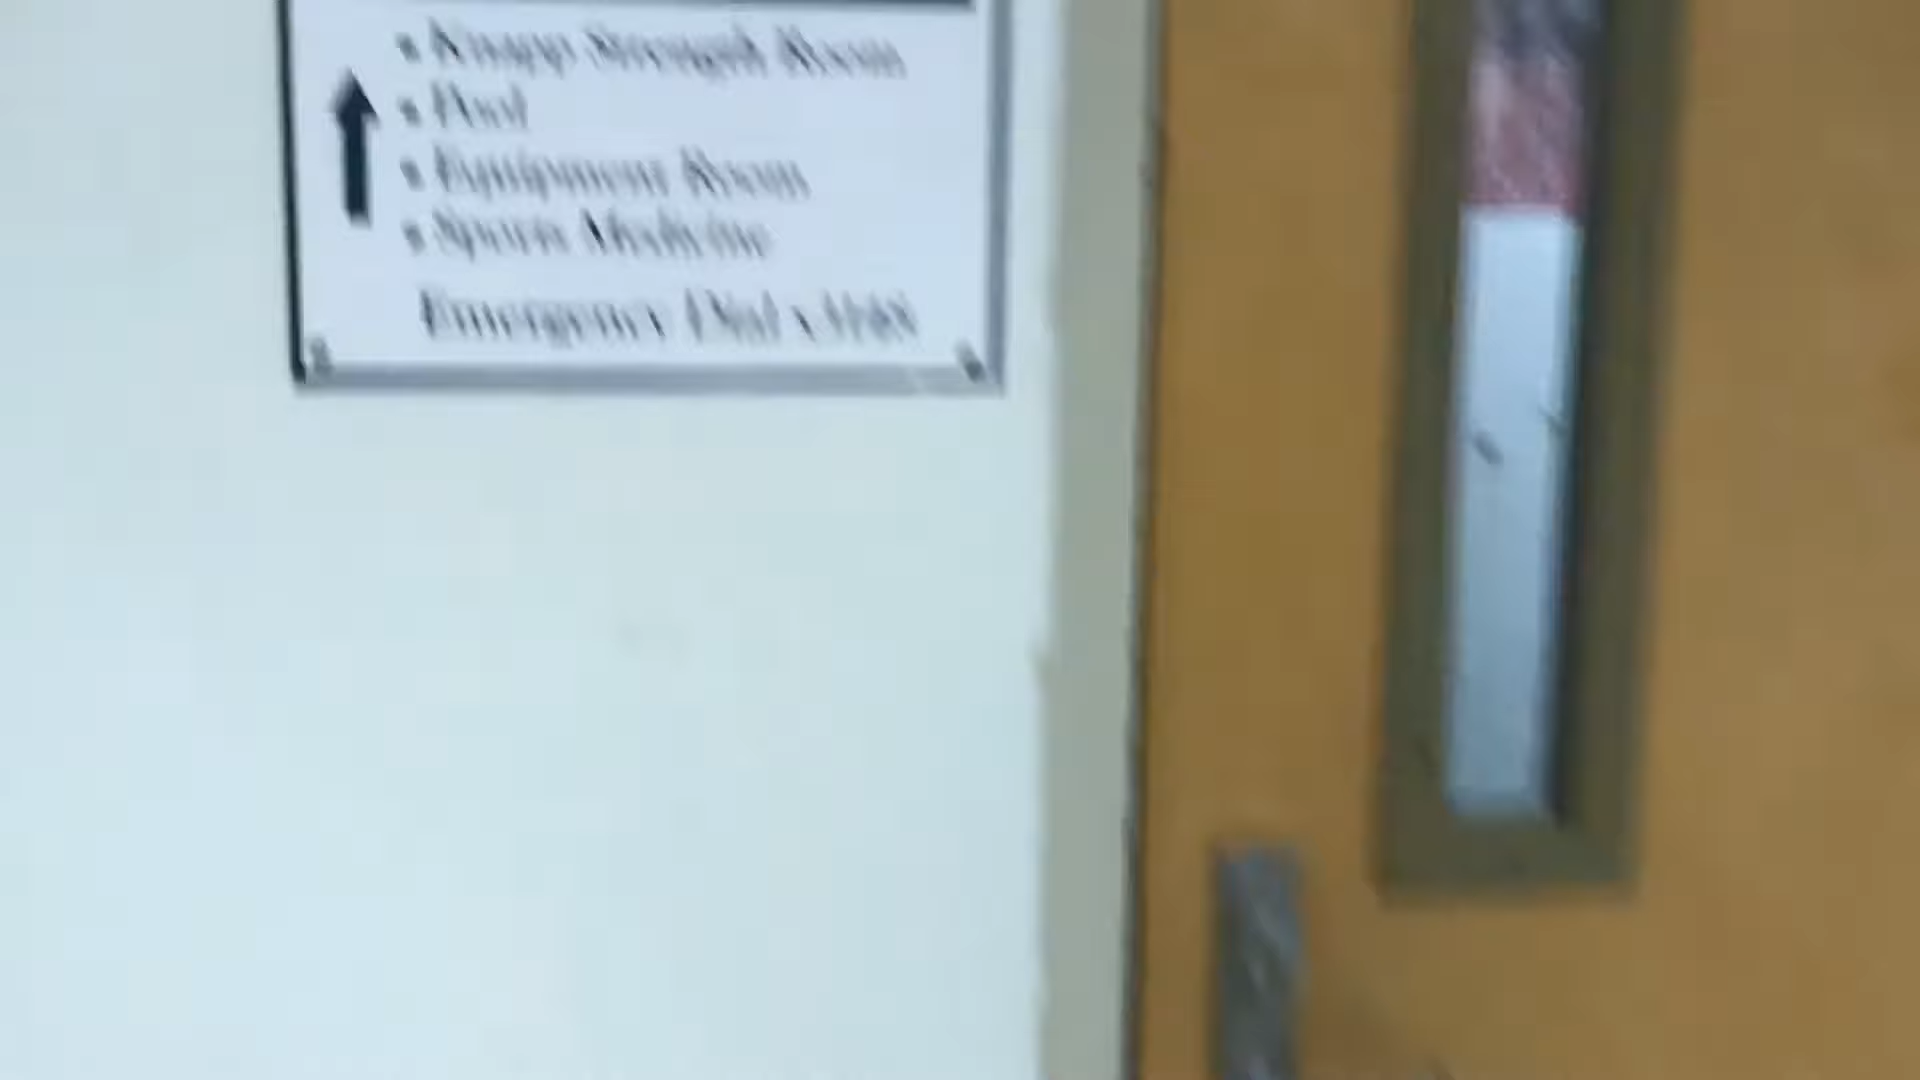 • Knapp Strength Room
• Pool
• Equipment Room
• Sports Medicine
Emergency Dial